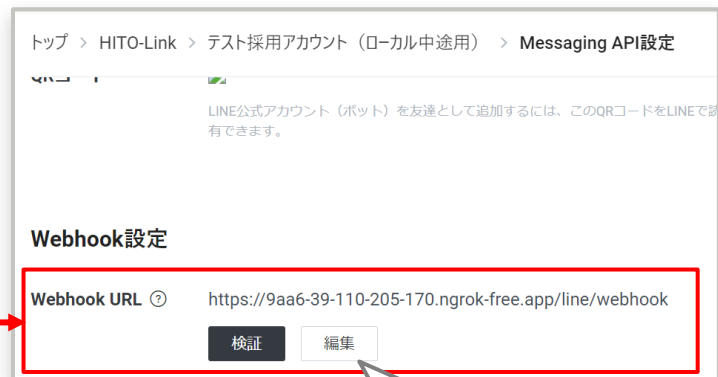 トップ > HITO-Link > テスト採用アカウント（ローカル中途用） > Messaging API設定
QRコード
LINE公式アカウント（ボット）を友達として追加するには、このQRコードをLINEで読
有できます。
Webhook設定
Webhook URL ?
https://9aa6-39-110-205-170.ngrok-free.app/line/webhook
検証
編集